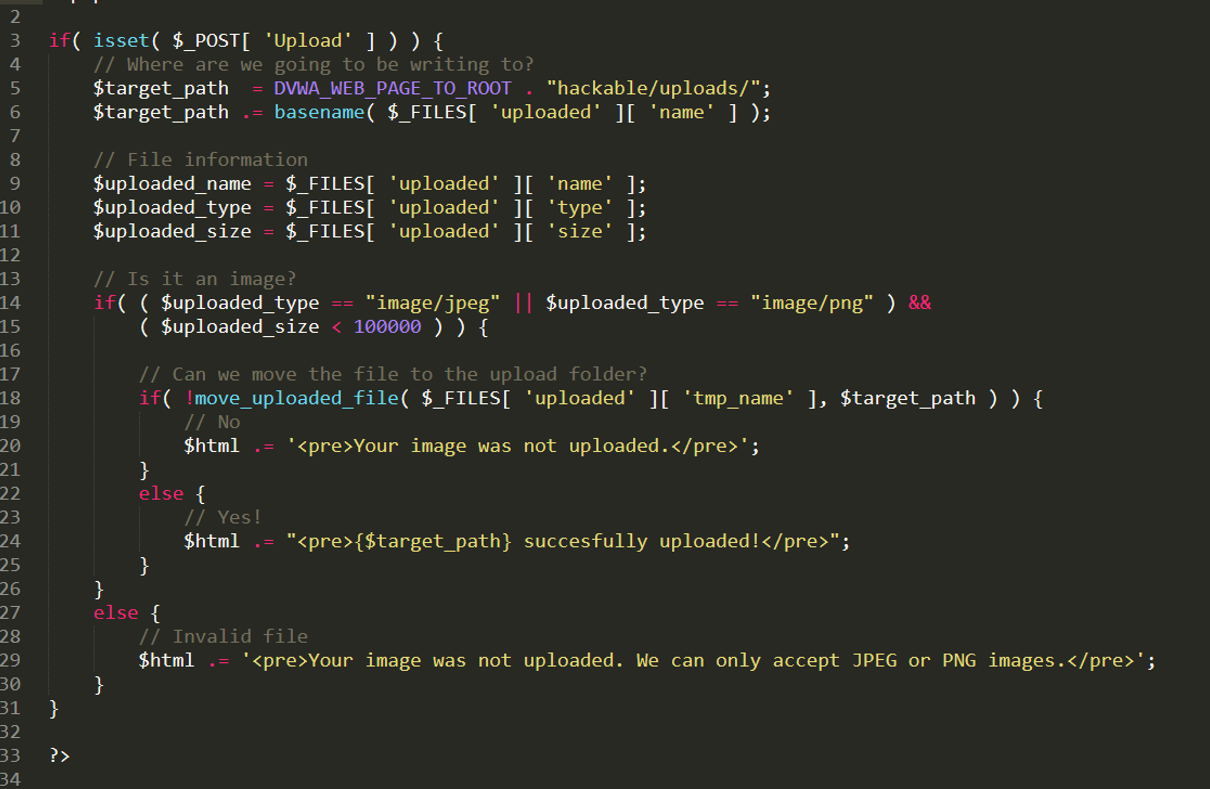 2
3 if( isset( $_POST[ 'Upload' ] ) ) {
4 // Where are we going to be writing to?
5 $target_path  = DVWA_WEB_PAGE_TO_ROOT . "hackable/uploads/";
6 $target_path .= basename( $_FILES[ 'uploaded' ][ 'name' ] );
7
8 // File information
9 $uploaded_name = $_FILES[ 'uploaded' ][ 'name' ];
10 $uploaded_type = $_FILES[ 'uploaded' ][ 'type' ];
11 $uploaded_size = $_FILES[ 'uploaded' ][ 'size' ];
12
13 // Is it an image?
14 if( ( $uploaded_type == "image/jpeg" || $uploaded_type == "image/png" ) &&
15 ( $uploaded_size < 100000 ) ) {
16
17 // Can we move the file to the upload folder?
18 if( !move_uploaded_file( $_FILES[ 'uploaded' ][ 'tmp_name' ], $target_path ) ) {
19 // No
20 $html .= '<pre>Your image was not uploaded.</pre>';
21 }
22 else {
23 // Yes!
24 $html .= "<pre>{$target_path} succesfully uploaded!</pre>";
25 }
26 }
27 else {
28 // Invalid file
29 $html .= '<pre>Your image was not uploaded. We can only accept JPEG or PNG images.</pre>';
30 }
31 }
32
33 ?>
34